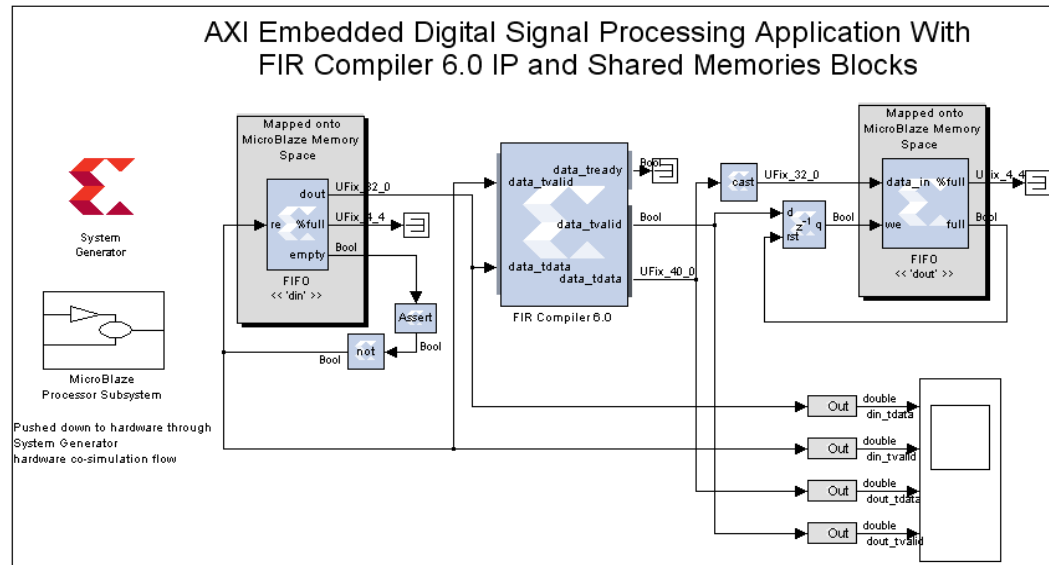 AXI Embedded Digital Signal Processing Application With
FIR Compiler 6.0 IP and Shared Memories Blocks
System
Generator
MicroBlaze
Processor Subsystem
Pushed down to hardware through
System Generator
hardware co-simulation flow
Mapped onto
MicroBlaze Memory
Space
dout
re
%full
empty
FIFO
<< 'din' >>
UFix_32_0
UFix_4_4
Bool
Assert
Bool
not
Bool
data_tvalid
data_tdata
data_tready
data_tvalid
data_tdata
FIR Compiler 6.0
Bool
Bool
UFix_40_0
cast
UFix_32_0
d
rst
z-1
q
Bool
Mapped onto
MicroBlaze Memory
Space
data_in
%full
we
full
FIFO
<< 'dout' >>
UFix_4_4
Bool
Out
double
din_tdata
Out
double
din_tvalid
Out
double
dout_tdata
Out
double
dout_tvalid